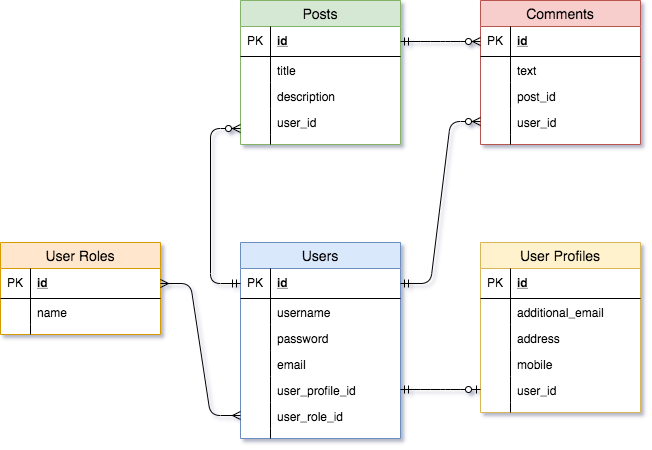 Posts
PK id
title
description
user_id
Comments
PK id
text
post_id
user_id
User Roles
PK id
name
Users
PK id
username
password
email
user_profile_id
user_role_id
User Profiles
PK id
additional_email
address
mobile
user_id